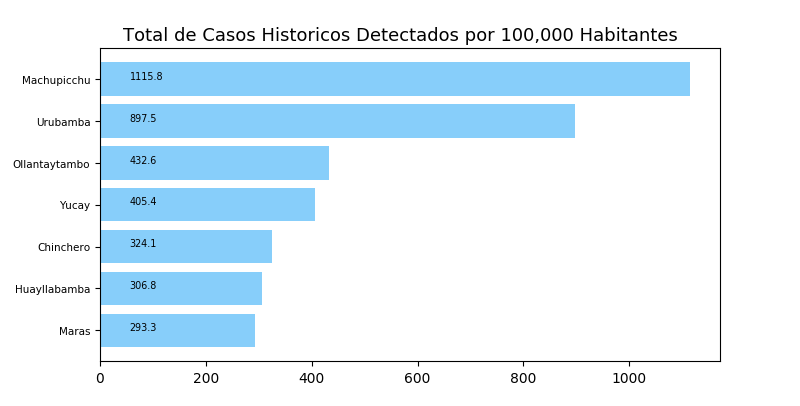 Total de Casos Historicos Detectados por 100,000 Habitantes
Machupicchu 1115.8
Urubamba 897.5
Ollantaytambo 432.6
Yucay 405.4
Chinchero 324.1
Huayllabamba 306.8
Maras 293.3
0 200 400 600 800 1000